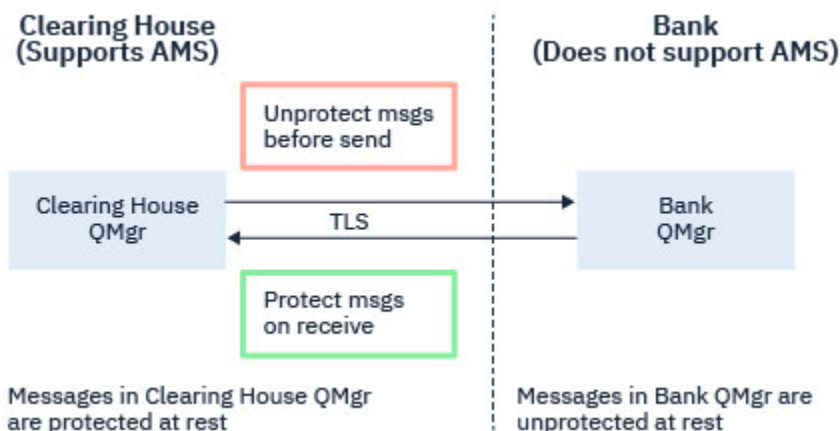 Clearing House
(Supports AMS)
Bank
(Does not support AMS)
Unprotect msgs
before send
Clearing House
QMgr
TLS
Bank
QMgr
Protect msgs
on receive
Messages in Clearing House QMgr
are protected at rest
Messages in Bank QMgr are
unprotected at rest